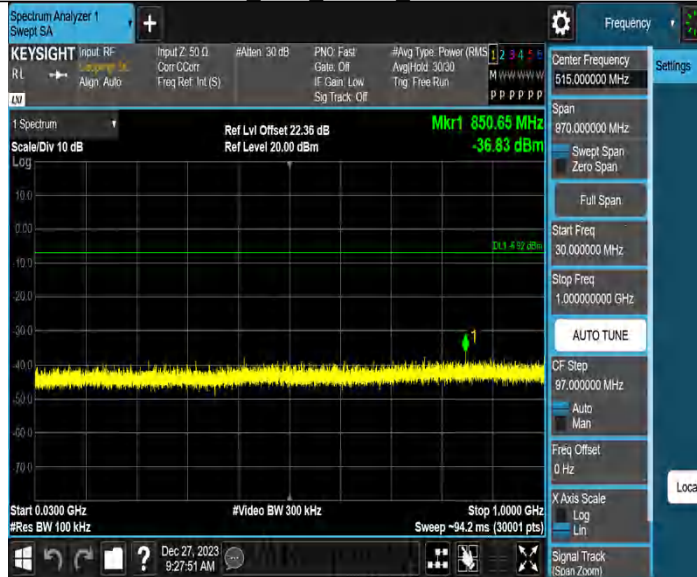 Spectrum Analyzer 1
Swept SA
Frequency
KEYSIGHT
RL
Input: RF
Align: Auto
Input Z: 50 Ω
Corr CCorr
Freq Ref: Int (S)
#Atten: 30 dB
PNO: Fast
Gate: Off
IF Gain: Low
Sig Track: Off
#Avg Type: Power (RMS
Avg|Hold: 30/30
Trig: Free Run
1 2 3 4 5 6
M W W W W W
P P P P P P
LXI
1 Spectrum
Scale/Div 10 dB
Ref Lvl Offset 22.36 dB
Ref Level 20.00 dBm
Mkr1 850.65 MHz
-36.83 dBm
Log
10.0
0.00
-10.0
-20.0
-30.0
-40.0
-50.0
-60.0
-70.0
DL1 -6.92 dBm
1
Start 0.0300 GHz
#Res BW 100 kHz
#Video BW 300 kHz
Stop 1.0000 GHz
Sweep ~94.2 ms (30001 pts)
?
Dec 27, 2023
9:27:51 AM
Center Frequency
515.000000 MHz
Span
970.000000 MHz
Swept Span
Zero Span
Full Span
Start Freq
30.000000 MHz
Stop Freq
1.000000000 GHz
AUTO TUNE
CF Step
97.000000 MHz
Auto
Man
Freq Offset
0 Hz
X Axis Scale
Log
Lin
Signal Track
(Span Zoom)
Settings
Loca